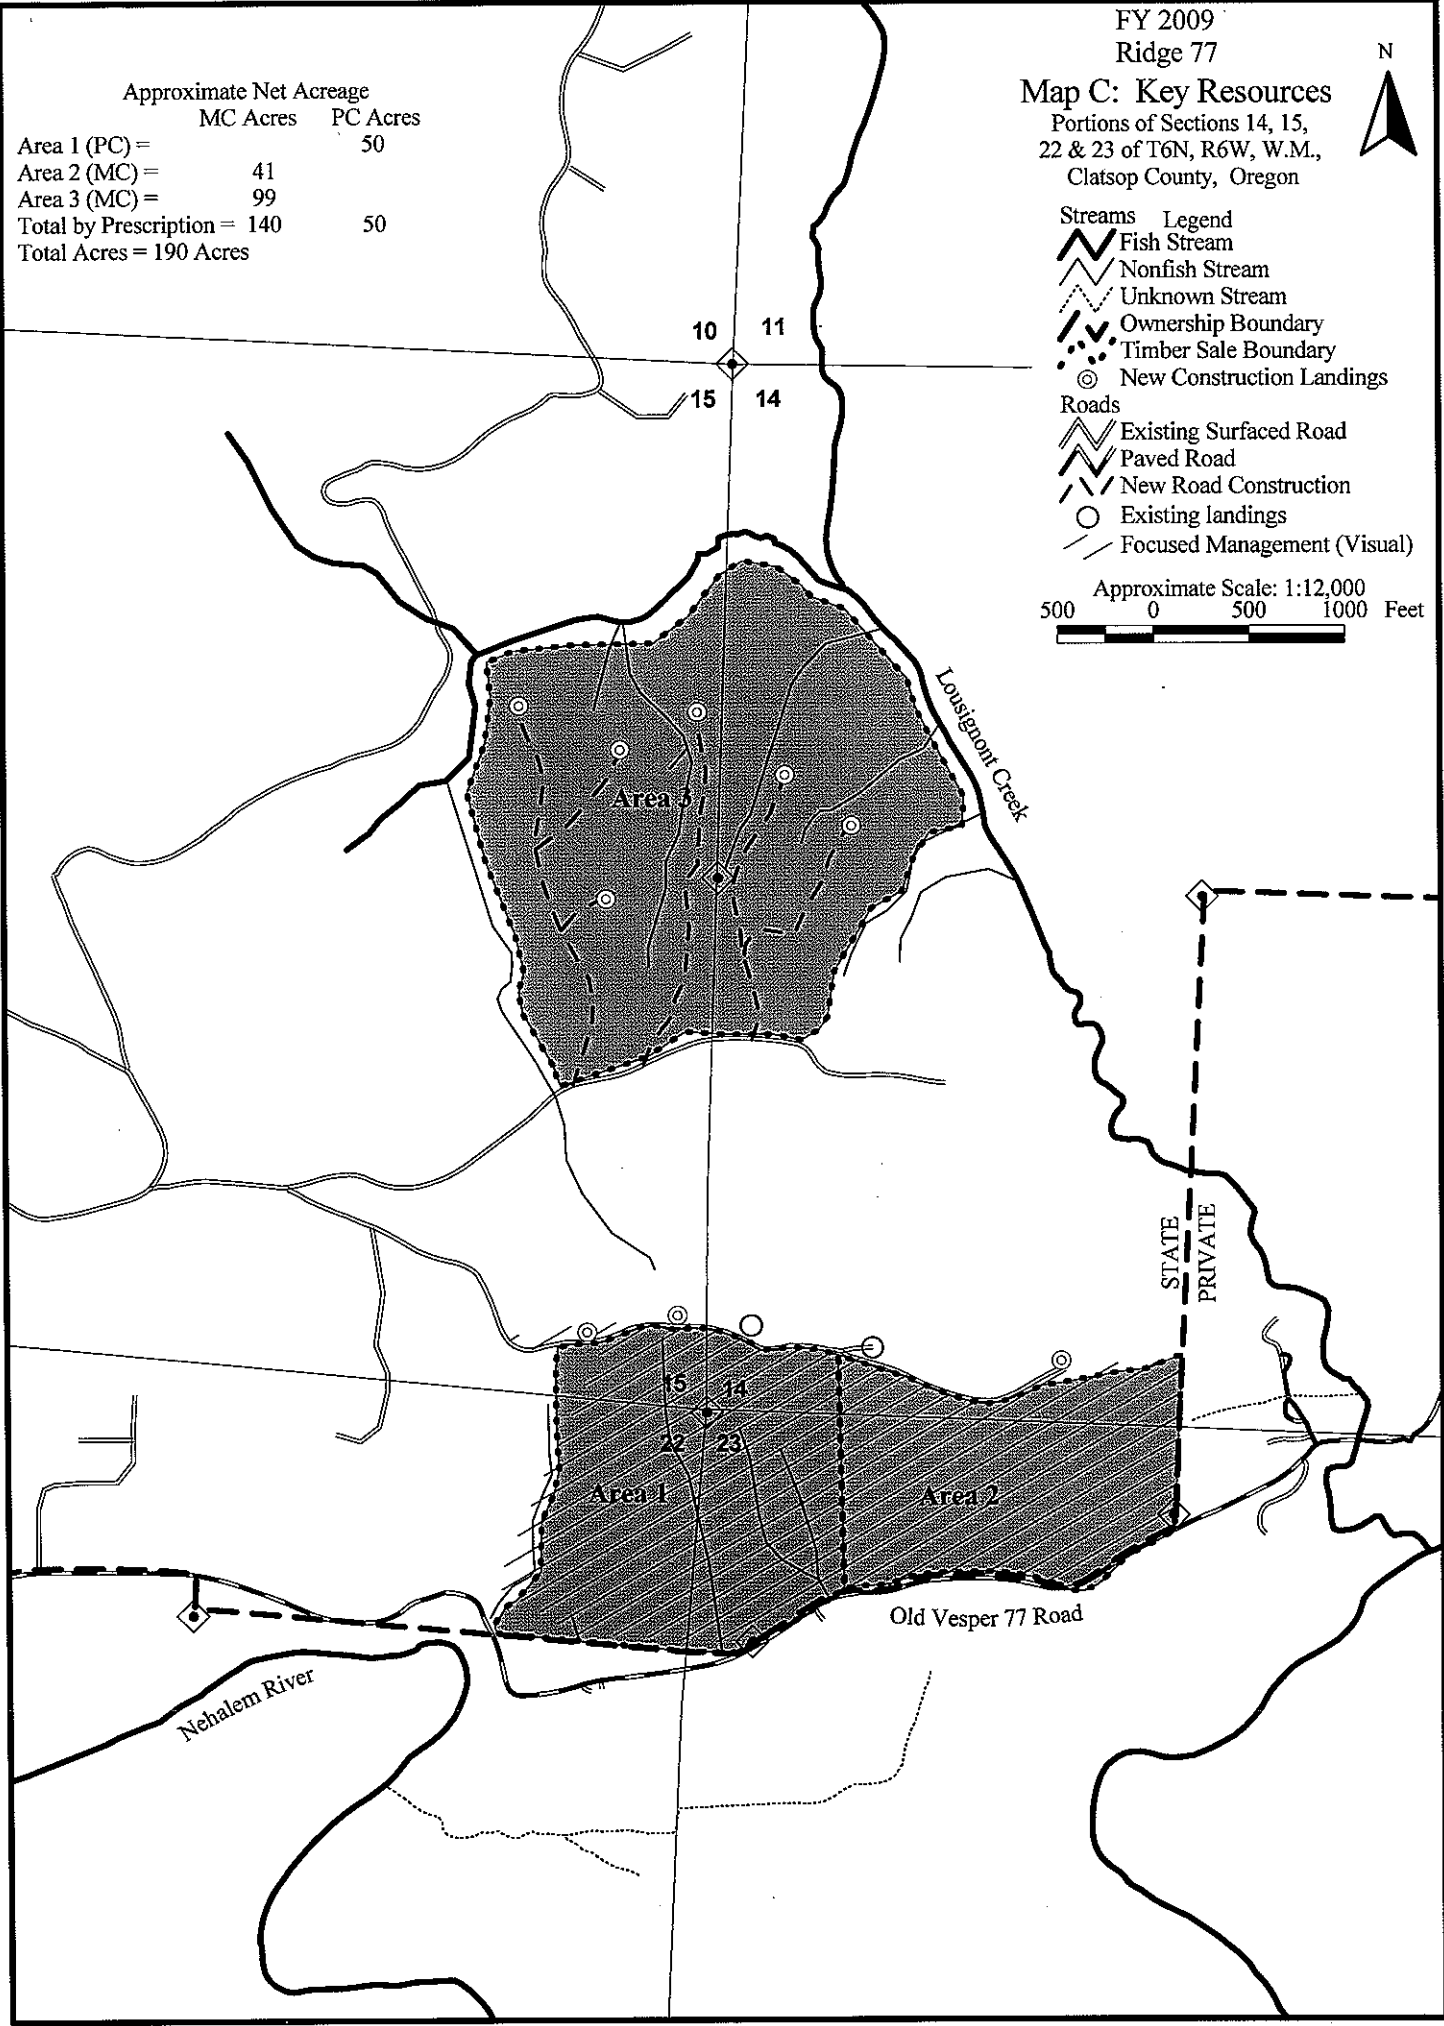 FY 2009
Ridge 77
Map C: Key Resources
Portions of Sections 14, 15,
22 & 23 of T6N, R6W, W.M.,
Clatsop County, Oregon
N
Approximate Net Acreage
MC Acres PC Acres
Area 1 (PC) = 50
Area 2 (MC) = 41
Area 3 (MC) = 99
Total by Prescription = 140 50
Total Acres = 190 Acres
Streams Legend
Fish Stream
Nonfish Stream
Unknown Stream
Ownership Boundary
Timber Sale Boundary
New Construction Landings
Roads
Existing Surfaced Road
Paved Road
New Road Construction
Existing landings
Focused Management (Visual)
Approximate Scale: 1:12,000
500 0 500 1000 Feet
10 11
15 14
Lousignont Creek
Area 3
STATE
PRIVATE
15 14
22 23
Area 1
Area 2
Old Vesper 77 Road
Nehalem River